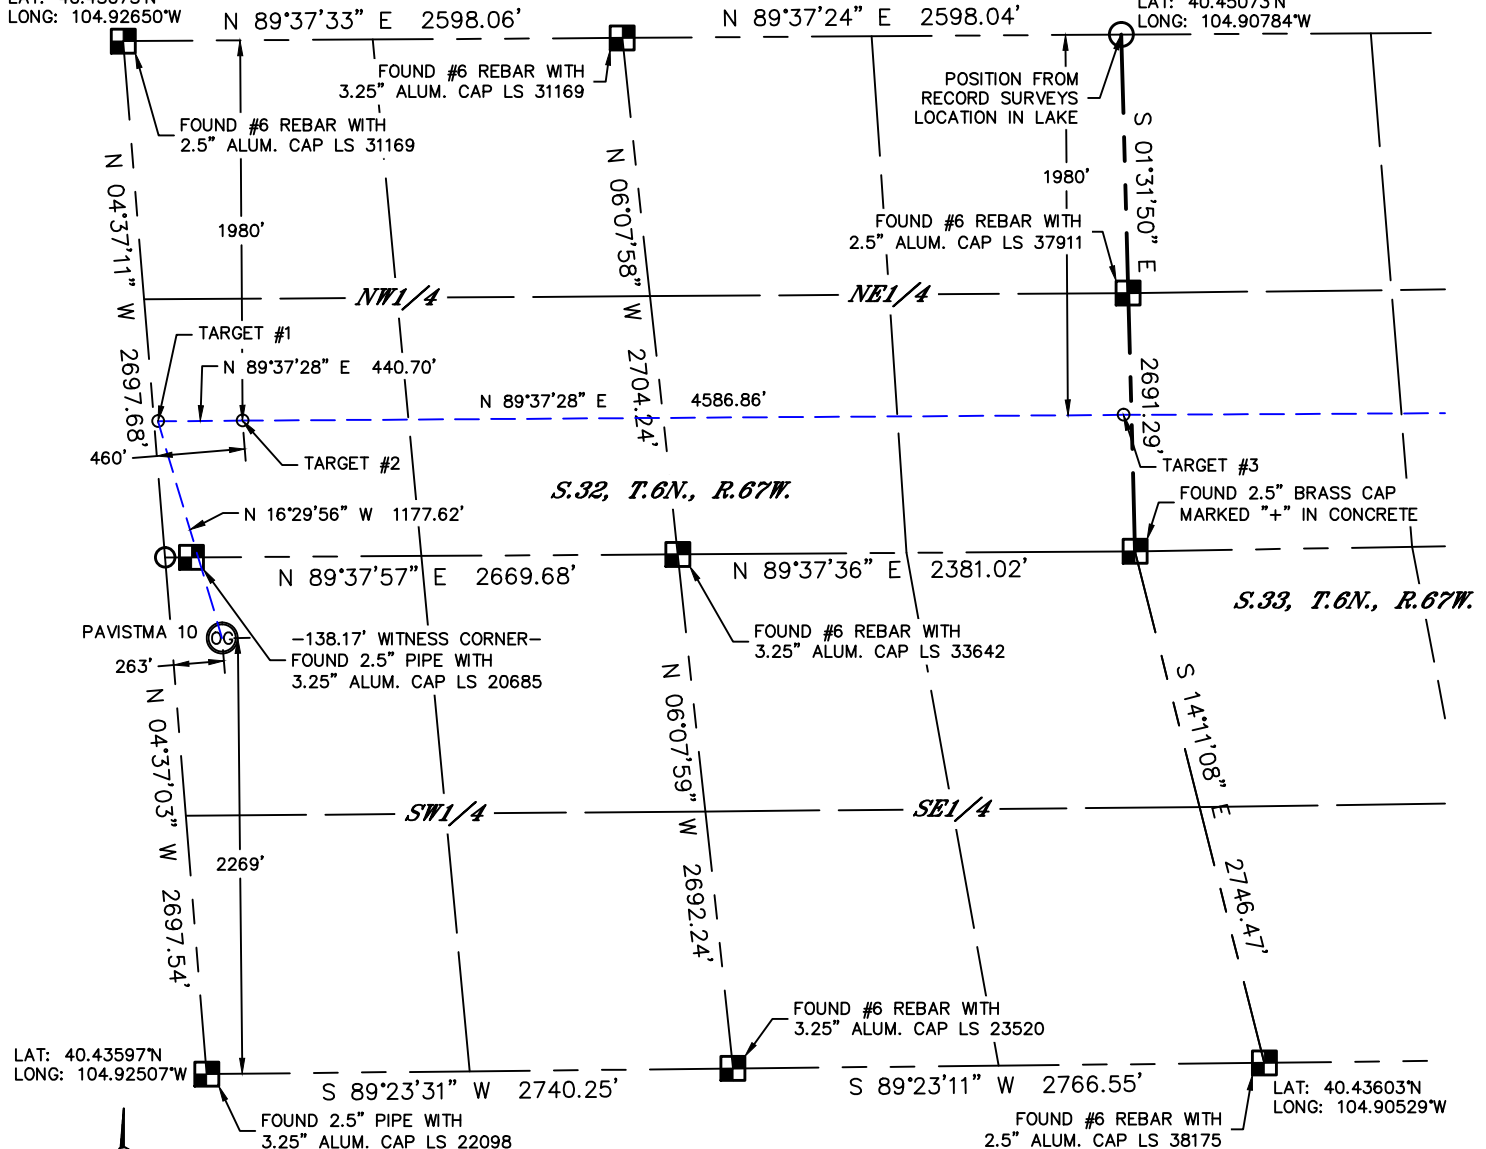 LONG: 104.92650°W
N 89°37'33" E 2598.06'
N 89°37'24" E 2598.04'
LAT: 40.45073°N
LONG: 104.90784°W
FOUND #6 REBAR WITH
3.25" ALUM. CAP LS 31169
POSITION FROM
RECORD SURVEYS
LOCATION IN LAKE
FOUND #6 REBAR WITH
2.5" ALUM. CAP LS 31169
N 04°37'11" W 2697.68'
N 06°07'58" W 2704.24'
S 01°31'50" E 2691.29'
1980'
1980'
FOUND #6 REBAR WITH
2.5" ALUM. CAP LS 37911
NW1/4
NE1/4
TARGET #1
N 89°37'28" E 440.70'
N 89°37'28" E 4586.86'
460'
TARGET #2
TARGET #3
S.32, T.6N., R.67W.
FOUND 2.5" BRASS CAP
MARKED "+" IN CONCRETE
N 16°29'56" W 1177.62'
N 89°37'57" E 2669.68'
N 89°37'36" E 2381.02'
S.33, T.6N., R.67W.
PAVISTMA 10
OG
263'
-138.17' WITNESS CORNER-
FOUND 2.5" PIPE WITH
3.25" ALUM. CAP LS 20685
FOUND #6 REBAR WITH
3.25" ALUM. CAP LS 33642
N 04°37'03" W 2697.54'
N 06°07'59" W 2692.24'
S 14°11'08" E 2746.47'
SW1/4
SE1/4
2269'
FOUND #6 REBAR WITH
3.25" ALUM. CAP LS 23520
LAT: 40.43597°N
LONG: 104.92507°W
S 89°23'31" W 2740.25'
S 89°23'11" W 2766.55'
LAT: 40.43603°N
LONG: 104.90529°W
FOUND 2.5" PIPE WITH
3.25" ALUM. CAP LS 22098
FOUND #6 REBAR WITH
2.5" ALUM. CAP LS 38175